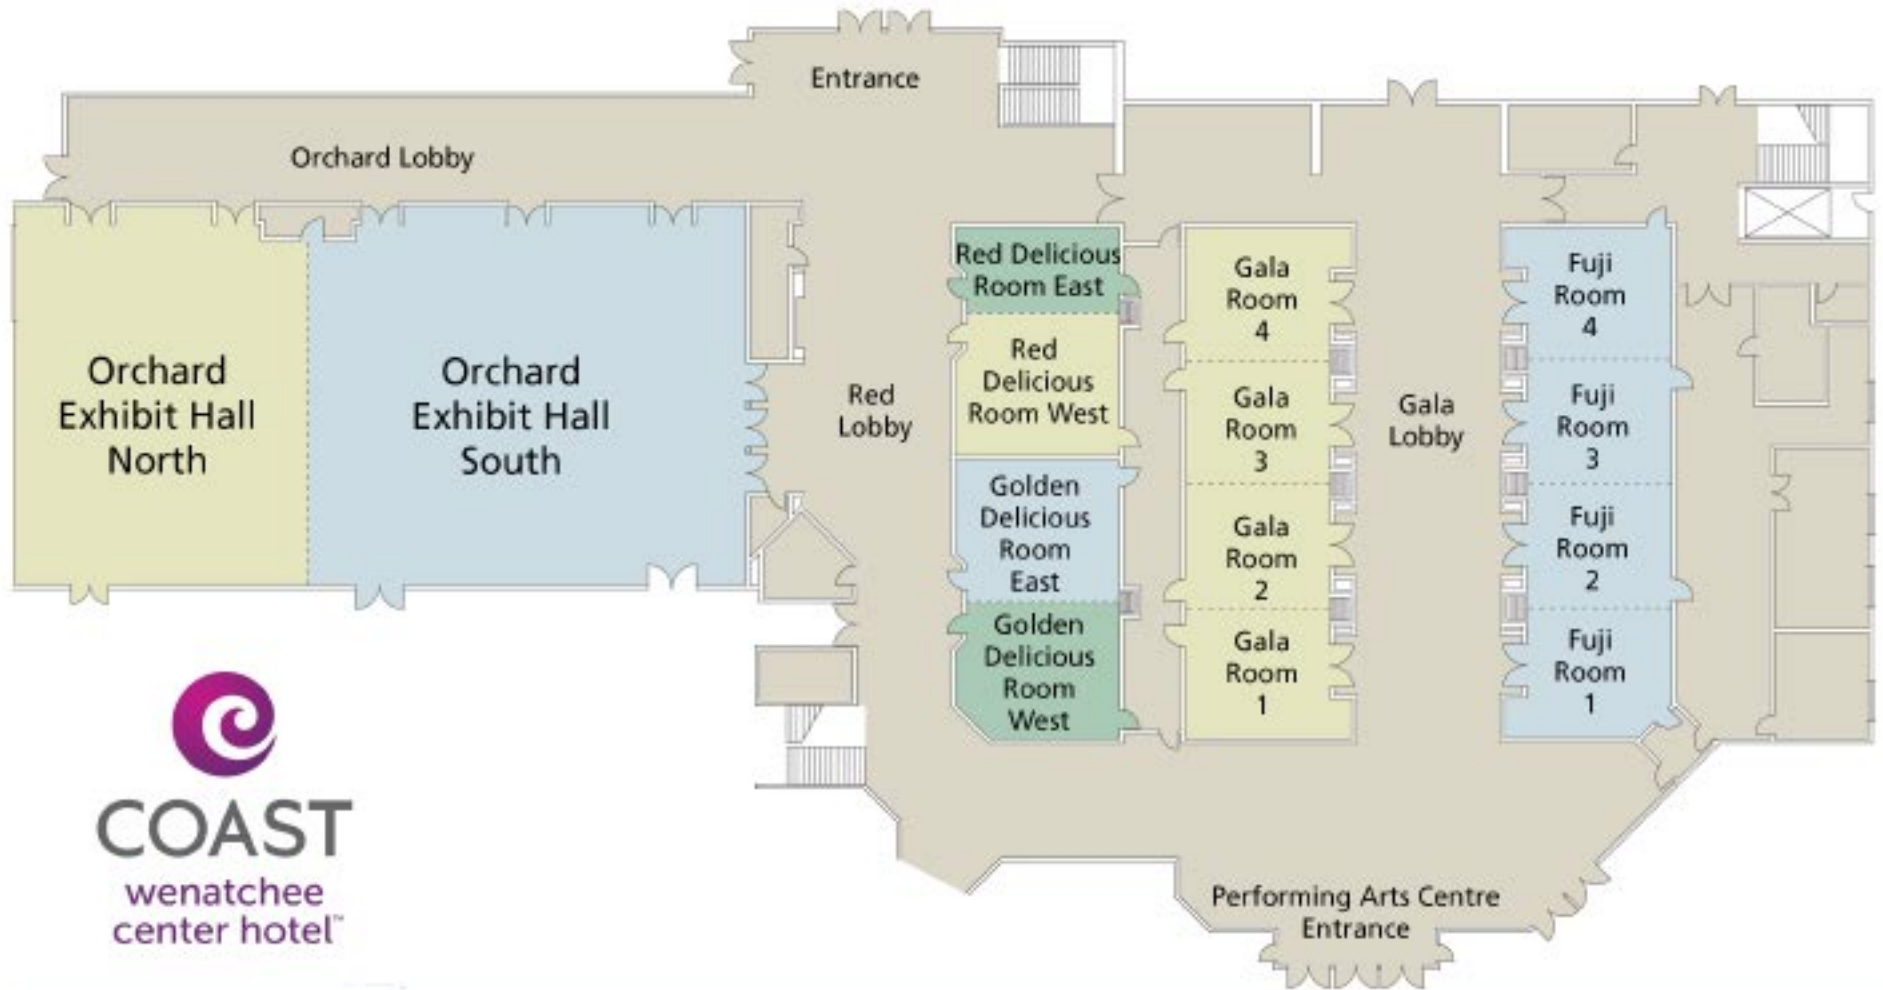 Entrance
Orchard Lobby
Orchard
Exhibit Hall
North
Orchard
Exhibit Hall
South
Red
Lobby
Red Delicious
Room East
Red
Delicious
Room West
Golden
Delicious
Room
East
Golden
Delicious
Room
West
Gala
Room
4
Gala
Room
3
Gala
Room
2
Gala
Room
1
Gala
Lobby
Fuji
Room
4
Fuji
Room
3
Fuji
Room
2
Fuji
Room
1
Performing Arts Centre
Entrance
COAST
wenatchee
center hotel™